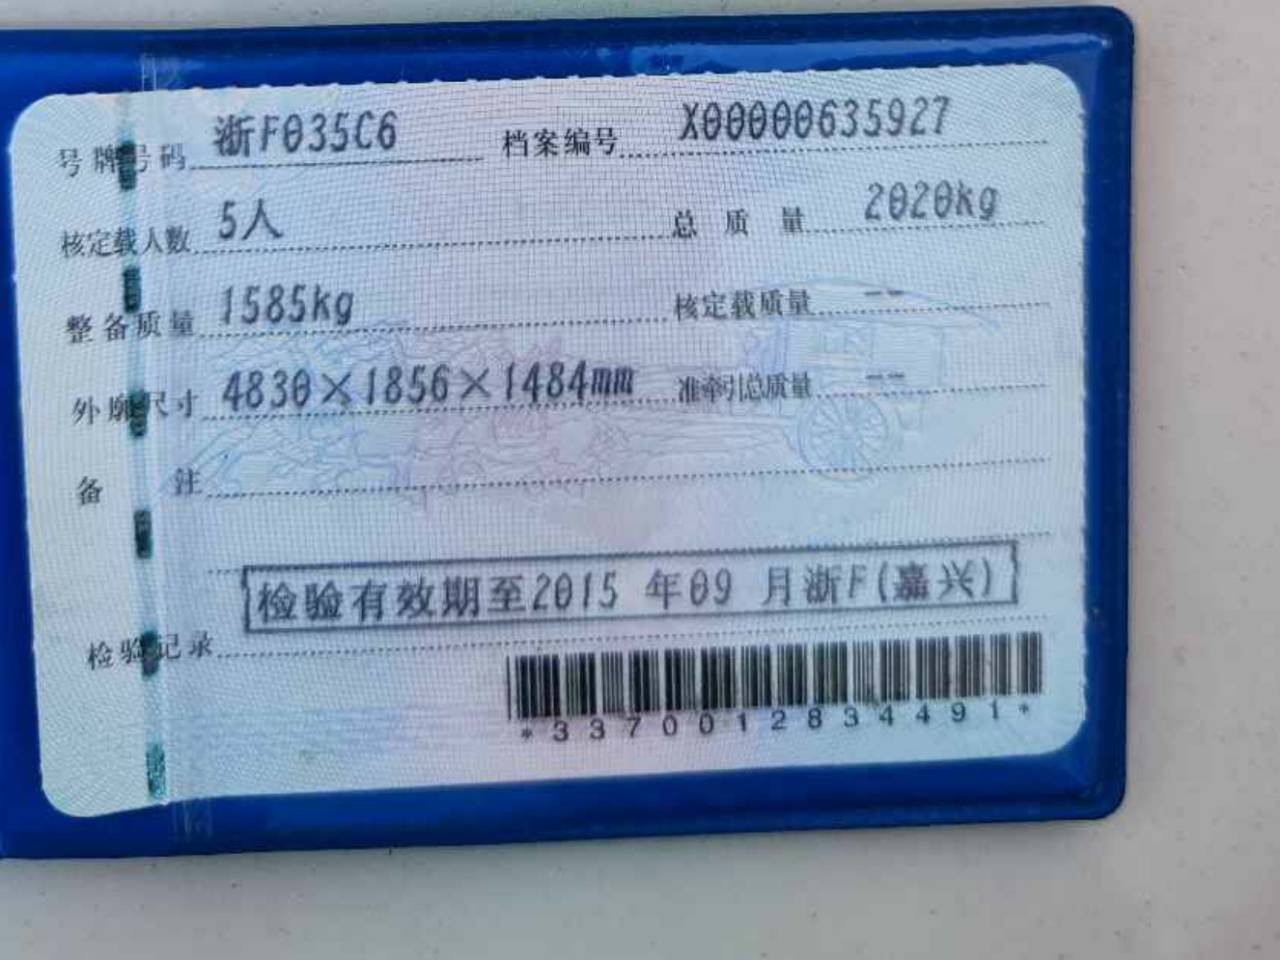 号牌号码 浙F035C6 档案编号 X00000635927
核定载人数 5人 总质量 2020kg
整备质量 1585kg 核定载质量 --
外廓尺寸 4830×1856×1484mm 准牵引总质量 --
备注
检验有效期至2015 年09 月浙F(嘉兴)
检验记录
*3370012834491*